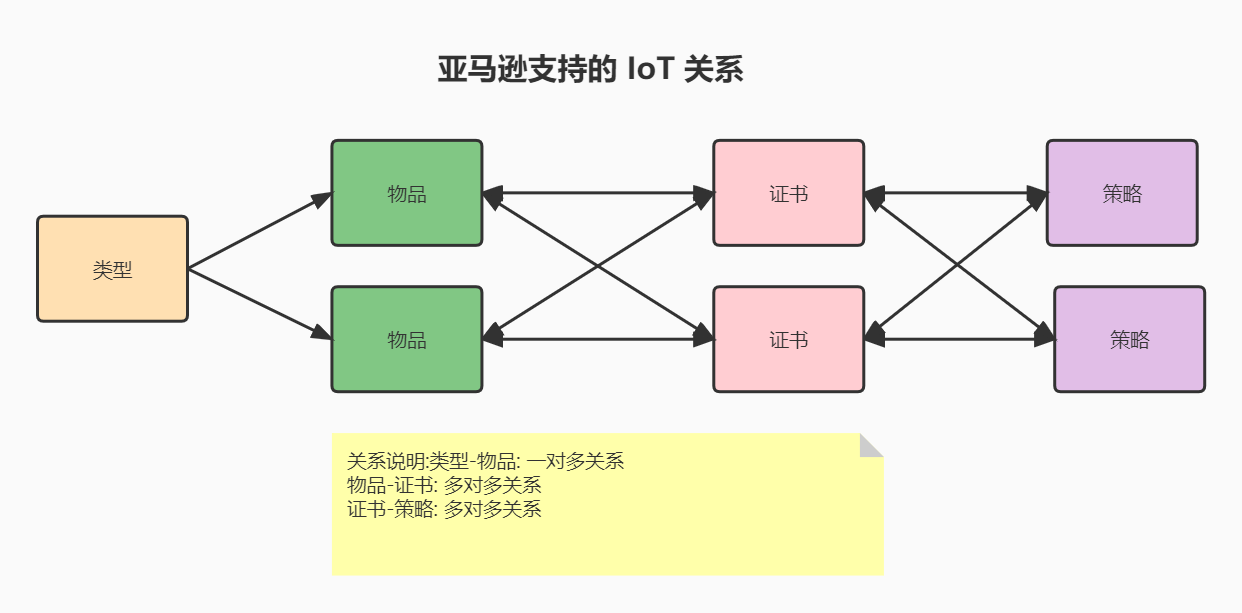 亚马逊支持的 IoT 关系
物品
证书
策略
类型
物品
证书
策略
关系说明:类型-物品: 一对多关系
物品-证书: 多对多关系
证书-策略: 多对多关系